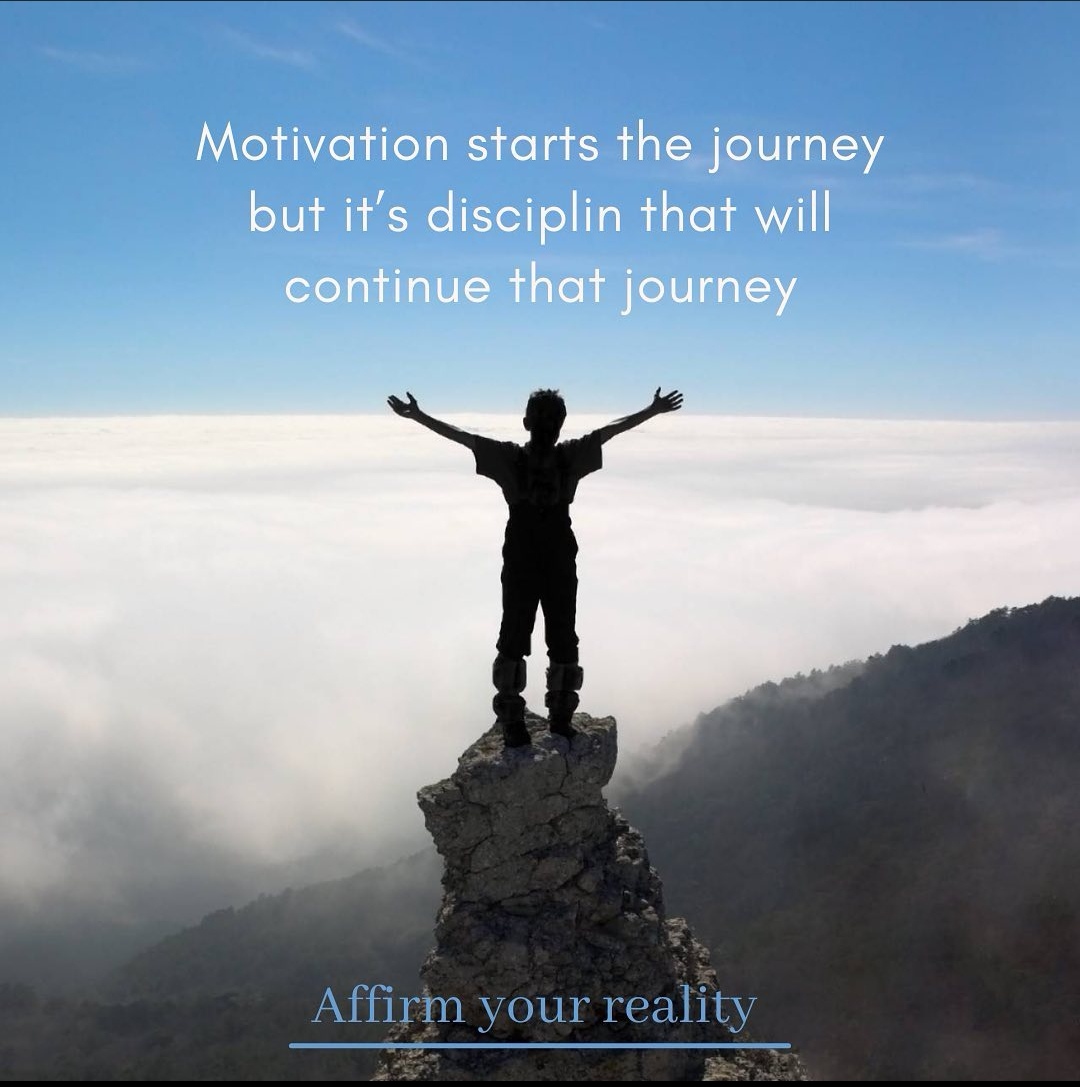 Motivation starts the journey
but it's disciplin that will
continue that journey
Affirm your reality